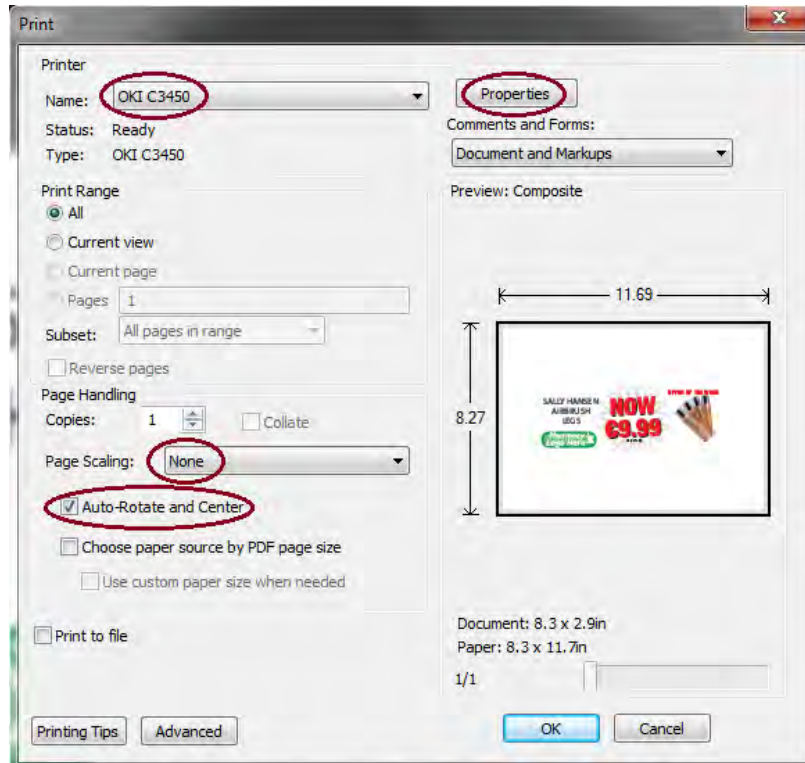 Print
Printer
Name: OKI C3450
Properties
Status: Ready
Comments and Forms:
Type: OKI C3450
Document and Markups
Print Range
Preview: Composite
All
Current view
Current page
Pages 1
Subset: All pages in range
Reverse pages
11.69
8.27
SALLY HANSEN
AIRBRUSH
LEGS
NOW
€9.99
Pharmacy
Logo Here
Page Handling
Copies: 1 Collate
Page Scaling: None
Auto-Rotate and Center
Choose paper source by PDF page size
Use custom paper size when needed
Print to file
Document: 8.3 x 2.9in
Paper: 8.3 x 11.7in
1/1
Printing Tips Advanced OK Cancel